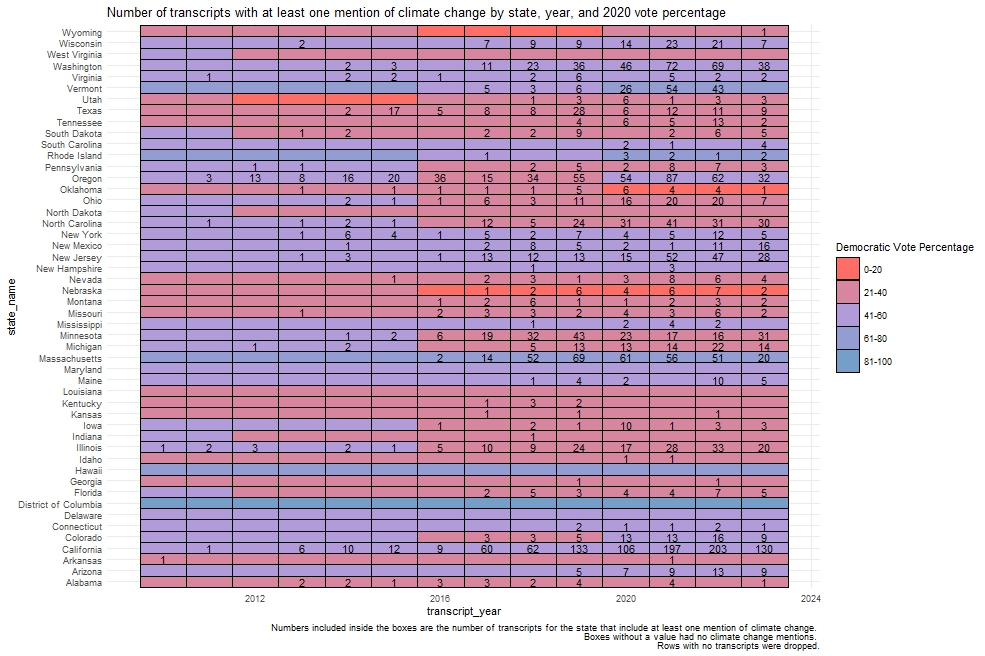 Number of transcripts with at least one mention of climate change by state, year, and 2020 vote percentage
state_name
Wyoming 1
Wisconsin 2 7 9 9 14 23 21 7
West Virginia
Washington 2 3 11 23 36 46 72 69 38
Virginia 1 2 2 1 2 6 5 2 2
Vermont 5 3 6 26 54 43
Utah 1 3 6 1 3 3
Texas 2 17 5 8 8 28 6 12 11 9
Tennessee 4 6 5 13 2
South Dakota 1 2 2 2 9 2 6 5
South Carolina 2 1 4
Rhode Island 1 3 2 1 2
Pennsylvania 1 1 2 5 2 8 7 3
Oregon 3 13 8 16 20 36 15 34 55 54 87 62 32
Oklahoma 1 1 1 1 1 5 6 4 4 1
Ohio 2 1 1 6 3 11 16 20 20 7
North Dakota
North Carolina 1 1 2 1 12 5 24 31 41 31 30
New York 1 6 4 1 5 2 7 4 5 12 5
New Mexico 1 2 8 5 2 1 11 16
New Jersey 1 3 1 13 12 13 15 52 47 28
New Hampshire 1 3
Nevada 1 2 3 1 3 8 6 4
Nebraska 1 2 6 4 6 7 2
Montana 1 2 6 1 1 2 3 2
Missouri 1 2 3 3 2 4 3 6 2
Mississippi 1 2 4 2
Minnesota 1 2 6 19 32 43 23 17 16 31
Michigan 1 2 5 13 13 14 22 14
Massachusetts 2 14 52 69 61 56 51 20
Maryland
Maine 1 4 2 10 5
Louisiana
Kentucky 1 3 2
Kansas 1 1 1
Iowa 1 2 1 10 1 3 3
Indiana 1
Illinois 1 2 3 2 1 5 10 9 24 17 28 33 20
Idaho 1 1
Hawaii
Georgia 1 1
Florida 2 5 3 4 4 7 5
District of Columbia
Delaware
Connecticut 2 1 1 2 1
Colorado 3 3 5 13 13 16 9
California 1 6 10 12 9 60 62 133 106 197 203 130
Arkansas 1 1
Arizona 5 7 9 13 9
Alabama 2 2 1 3 3 2 4 4 1
2012 2016 2020 2024
transcript_year
Democratic Vote Percentage
0-20
21-40
41-60
61-80
81-100
Numbers included inside the boxes are the number of transcripts for the state that include at least one mention of climate change.
Boxes without a value had no climate change mentions.
Rows with no transcripts were dropped.